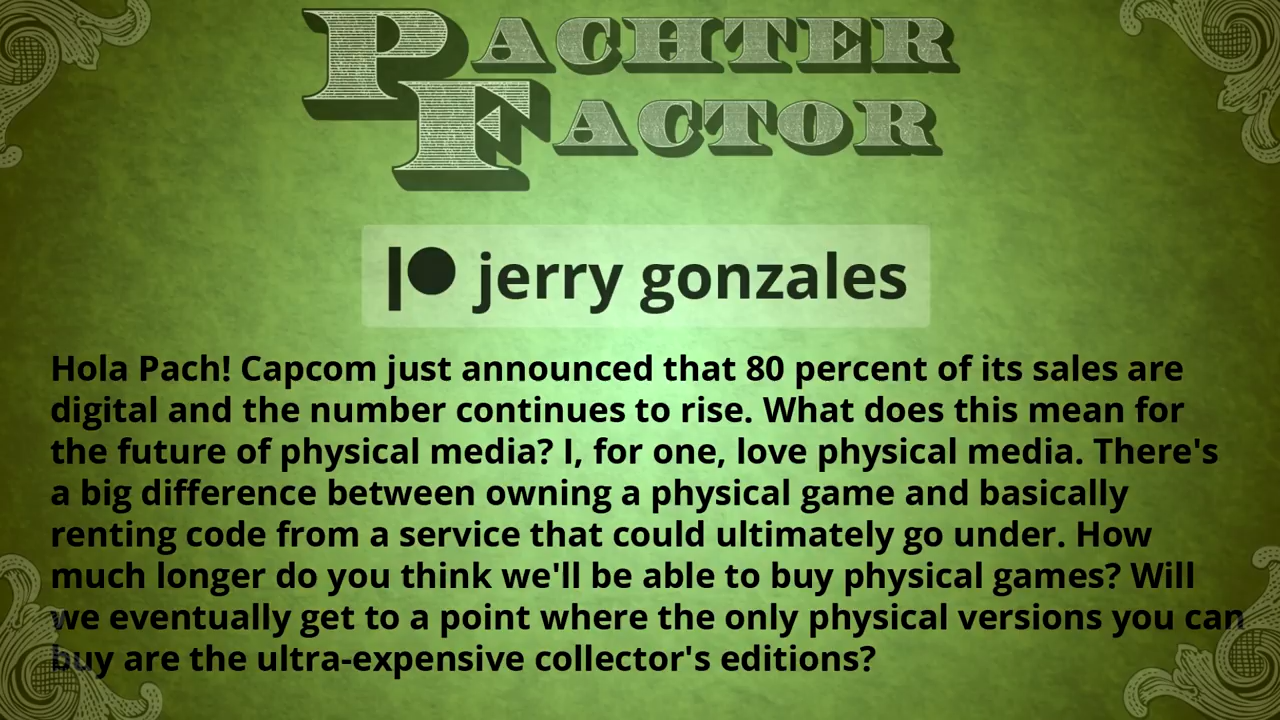 PACHTER
FACTOR
jerry gonzales
Hola Pach! Capcom just announced that 80 percent of its sales are
digital and the number continues to rise. What does this mean for
the future of physical media? I, for one, love physical media. There's
a big difference between owning a physical game and basically
renting code from a service that could ultimately go under. How
much longer do you think we'll be able to buy physical games? Will
we eventually get to a point where the only physical versions you can
buy are the ultra-expensive collector's editions?